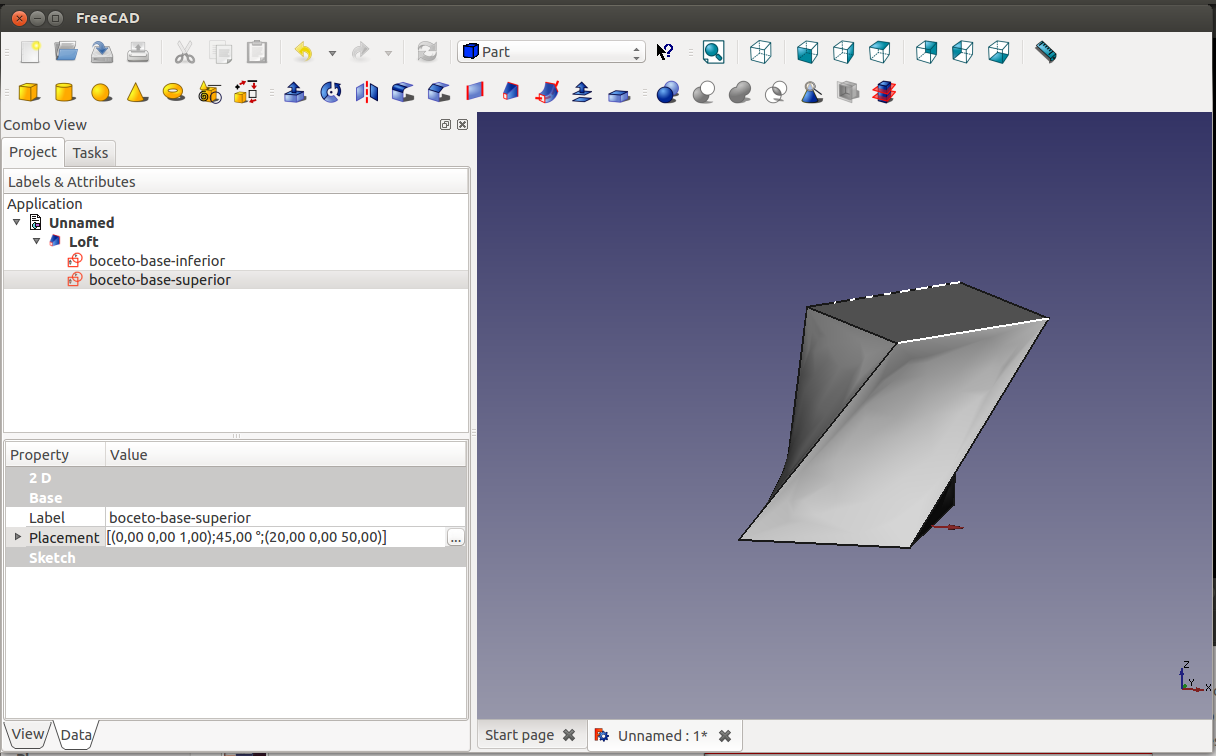 FreeCAD
Part
Combo View
Project
Tasks
Labels & Attributes
Application
Unnamed
Loft
boceto-base-inferior
boceto-base-superior
Property Value
2 D
Base
Label boceto-base-superior
Placement [(0,00 0,00 1,00);45,00 °;(20,00 0,00 50,00)] ...
Sketch
View
Data
Start page
Unnamed : 1*
Z
Y
X